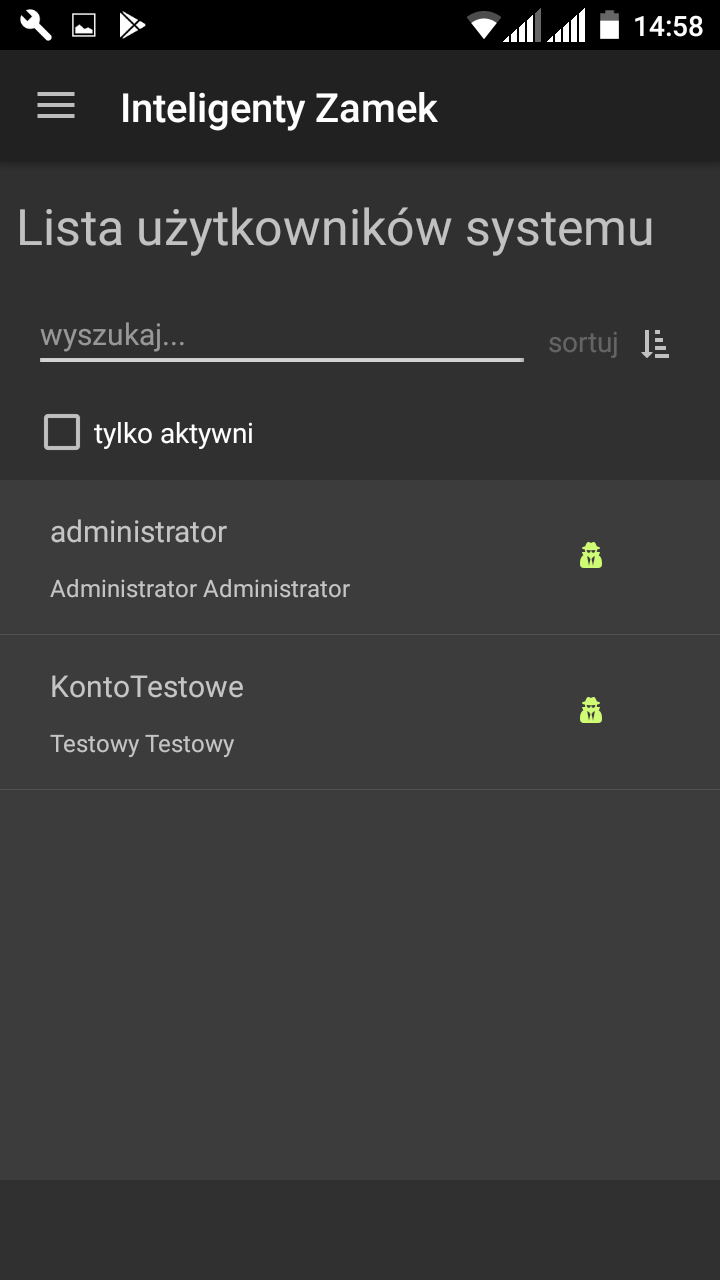 14:58
Inteligenty Zamek
Lista użytkowników systemu
wyszukaj...
sortuj
tylko aktywni
administrator
Administrator Administrator
KontoTestowe
Testowy Testowy